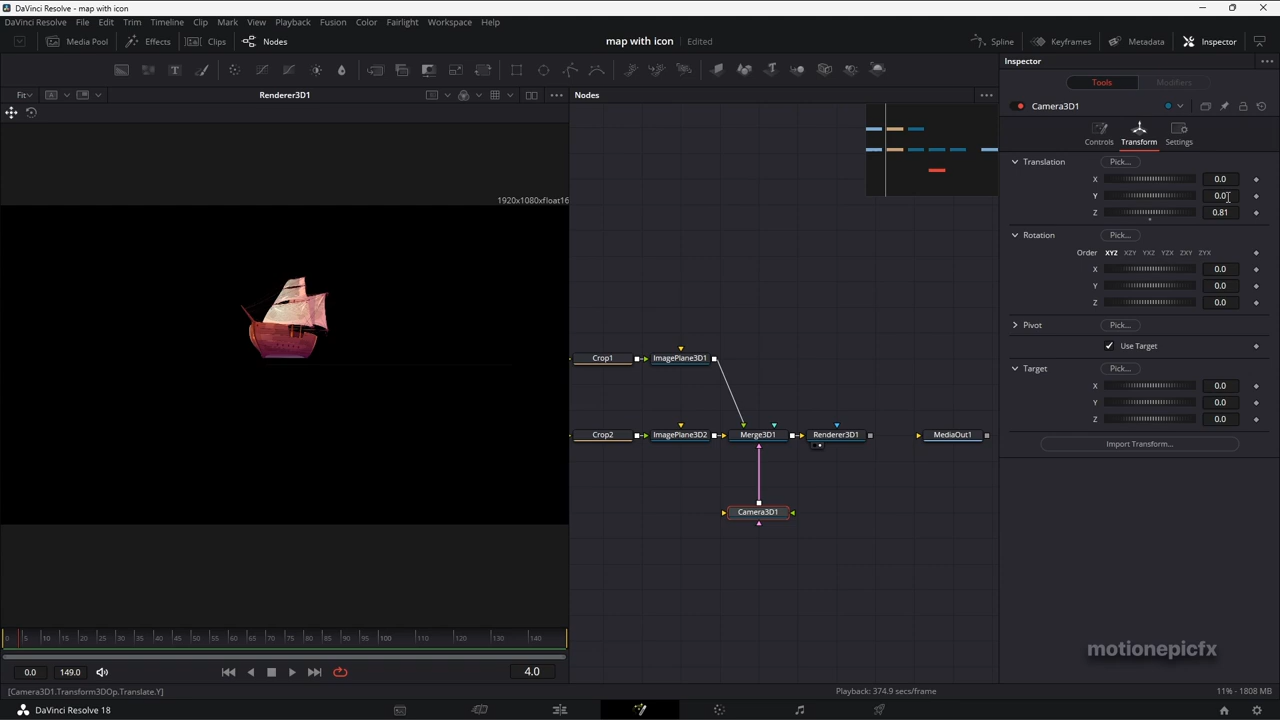 DaVinci Resolve - map with icon
DaVinci Resolve File Edit Trim Timeline Clip Mark View Playback Fusion Color Fairlight Workspace Help
Media Pool Effects Clips Nodes map with icon Edited Spline Keyframes Metadata Inspector
Inspector
Tools Modifiers
Fit Renderer3D1 Nodes
Camera3D1
Controls Transform Settings
Translation Pick...
X 0.0
Y 0.0
Z 0.81
Rotation Pick...
Order XYZ XZY YXZ YZX ZXY ZYX
X 0.0
Y 0.0
Z 0.0
Pivot Pick...
Use Target
Target Pick...
X 0.0
Y 0.0
Z 0.0
Import Transform...
1920x1080xfloat16
Crop1 ImagePlane3D1
Crop2 ImagePlane3D2 Merge3D1 Renderer3D1 MediaOut1
Camera3D1
0 5 10 15 20 25 30 35 40 45 50 55 60 65 70 75 80 85 90 95 100 110 120 130 140
0.0 149.0 4.0
motionepicfx
[Camera3D1.Transform3DOp.Translate.Y] Playback: 374.9 secs/frame 11% - 1808 MB
DaVinci Resolve 18